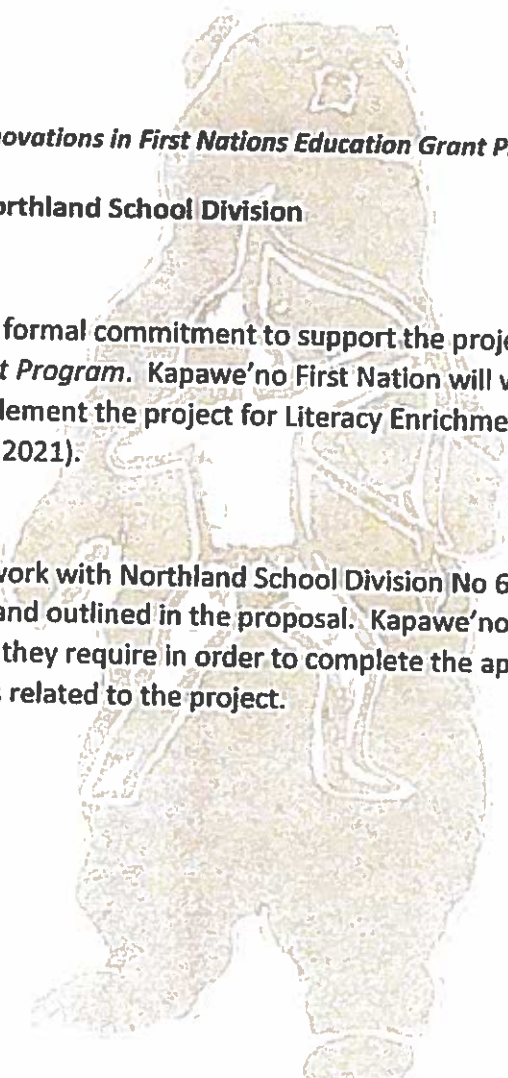 novations in First Nations Education Grant P
orthland School Division
formal commitment to support the proje
t Program. Kapawe'no First Nation will v
lement the project for Literacy Enrichme
2021).
vork with Northland School Division No 6
and outlined in the proposal. Kapawe'no
they require in order to complete the ap
s related to the project.